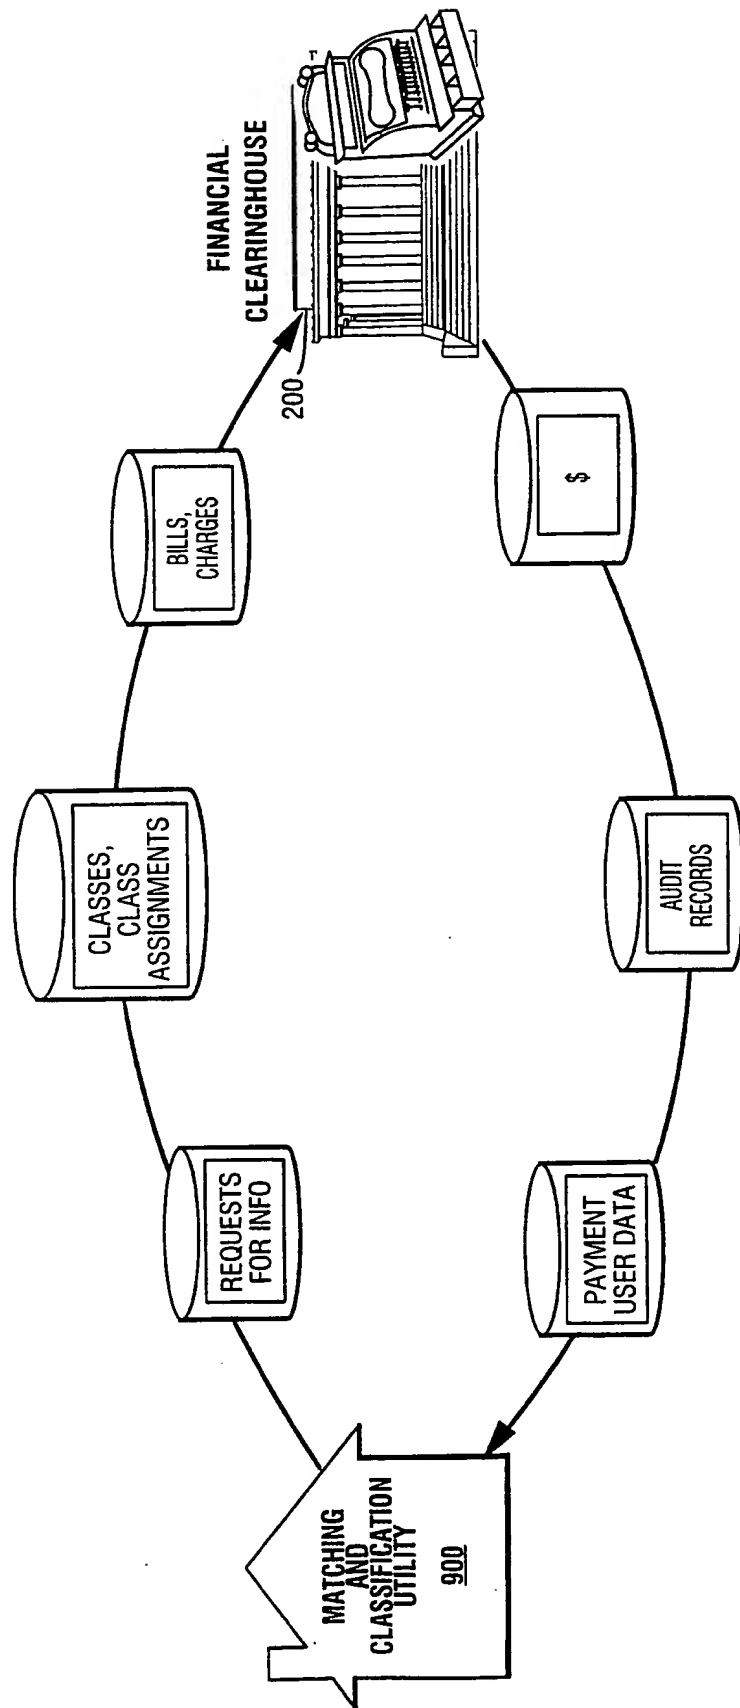 MATCHING
AND
CLASSIFICATION
UTILITY
900
REQUESTS
FOR INFO
CLASSES,
CLASS
ASSIGNMENTS
BILLS,
CHARGES
200
FINANCIAL
CLEARINGHOUSE
$
AUDIT
RECORDS
PAYMENT
USER DATA